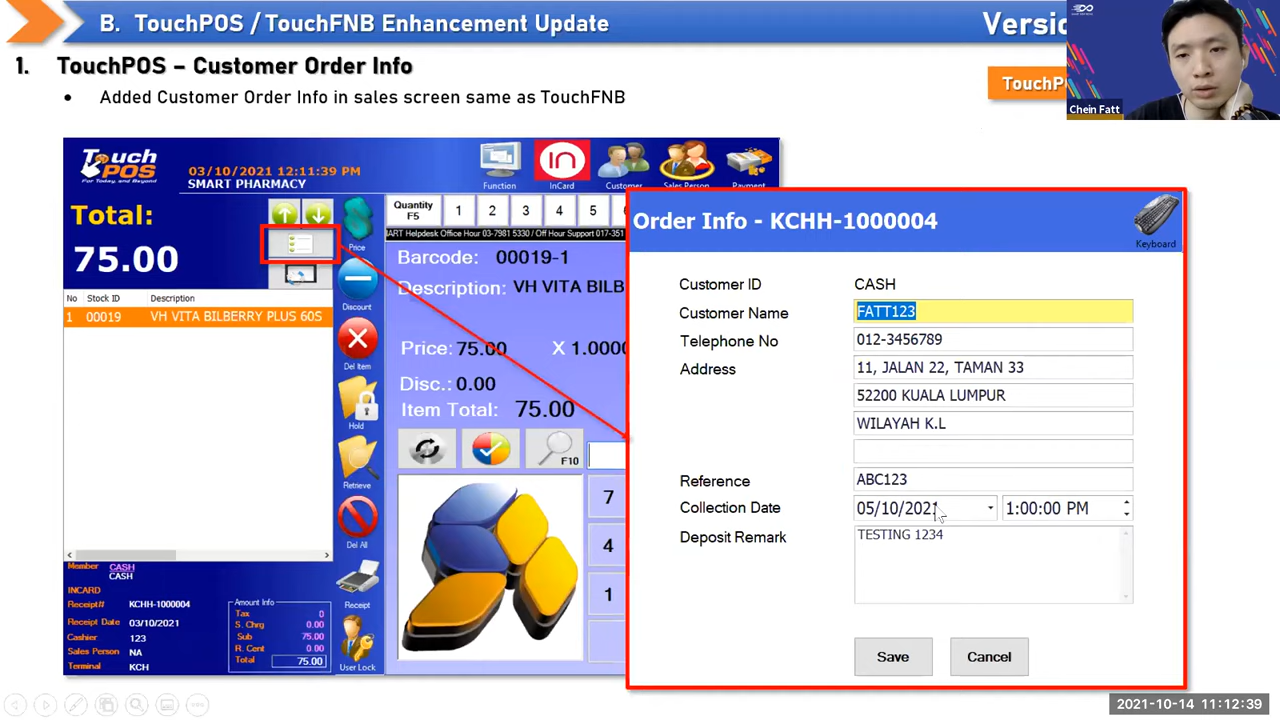 B. TouchPOS / TouchFNB Enhancement Update
Chein Fatt
1. TouchPOS – Customer Order Info
• Added Customer Order Info in sales screen same as TouchFNB
Touch
POS
For Today, and Beyond
03/10/2021 12:11:39 PM
SMART PHARMACY
Function
InCard
Customer
Sales Person
Payment
Total:
75.00
Price
Discount
Del Item
Hold
Retrieve
Del All
Receipt
User Lock
Quantity
F5
1 2 3 4 5
Helpdesk Office Hour 03-7981 5330 / Off Hour Support
Barcode: 00019-1
Description: VH VITA
Price: 75.00 X
Disc.: 0.00
Item Total: 75.00
F10
7
4
1
No Stock ID Description
1 00019 VH VITA BILBERRY PLUS 60S
Member CASH
CASH
INCARD
Receipt# KCHH-1000004
Receipt Date 03/10/2021
Cashier 123
Sales Person NA
Terminal KCH
Amount Info
Tax 0
S. Chrg 0.00
Sub 75.00
R. Cent 0.00
Total 75.00
Order Info - KCHH-1000004
Keyboard
Customer ID CASH
Customer Name FATT123
Telephone No 012-3456789
Address 11, JALAN 22, TAMAN 33
52200 KUALA LUMPUR
WILAYAH K.L
Reference ABC123
Collection Date 05/10/2021 1:00:00 PM
Deposit Remark TESTING 1234
Save Cancel
2021-10-14 11:12:39